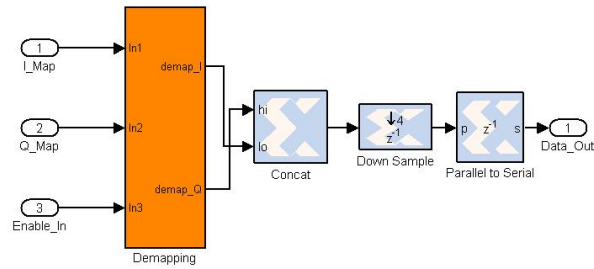 1
I_Map
2
Q_Map
3
Enable_In
In1
In2
In3
demap_I
demap_Q
Demapping
hi
lo
Concat
↓4
z-1
Down Sample
p z-1 s
Parallel to Serial
1
Data_Out